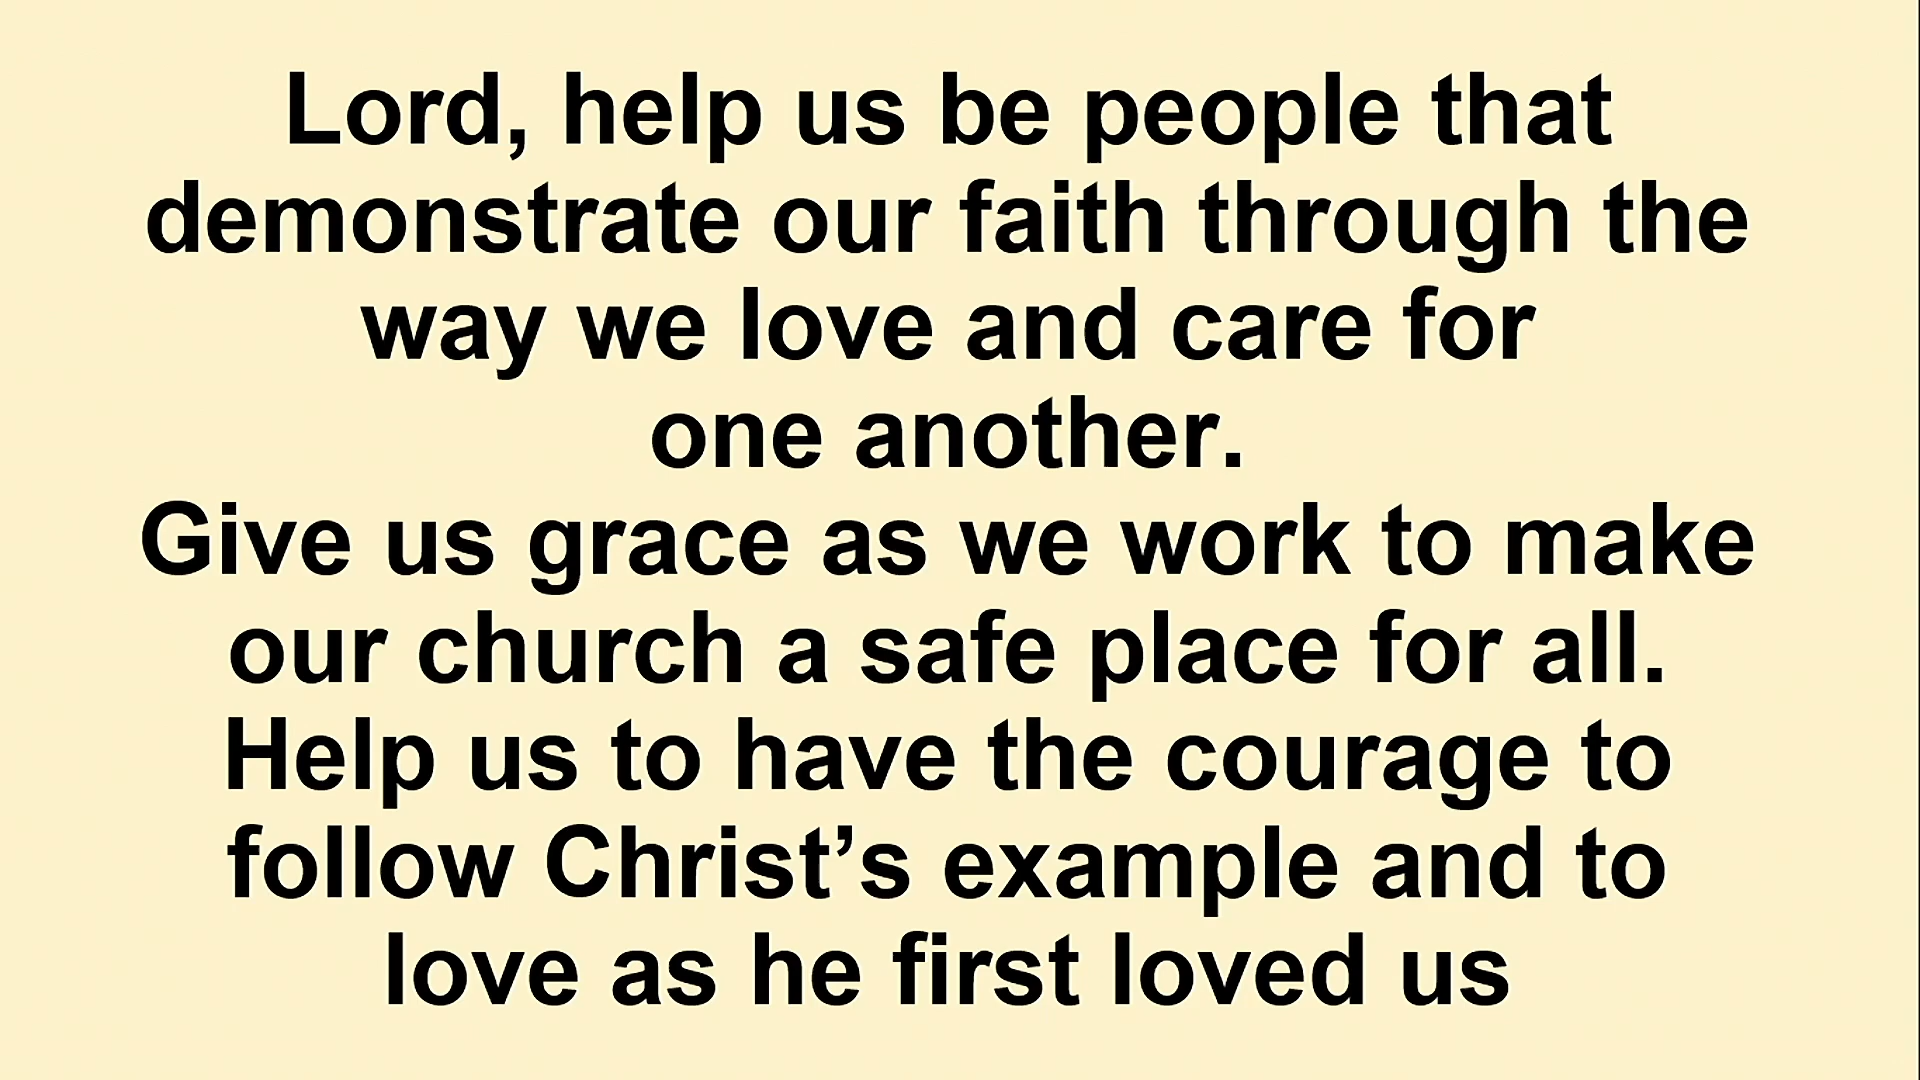 Lord, help us be people that
demonstrate our faith through the
way we love and care for
one another.
Give us grace as we work to make
our church a safe place for all.
Help us to have the courage to
follow Christ’s example and to
love as he first loved us